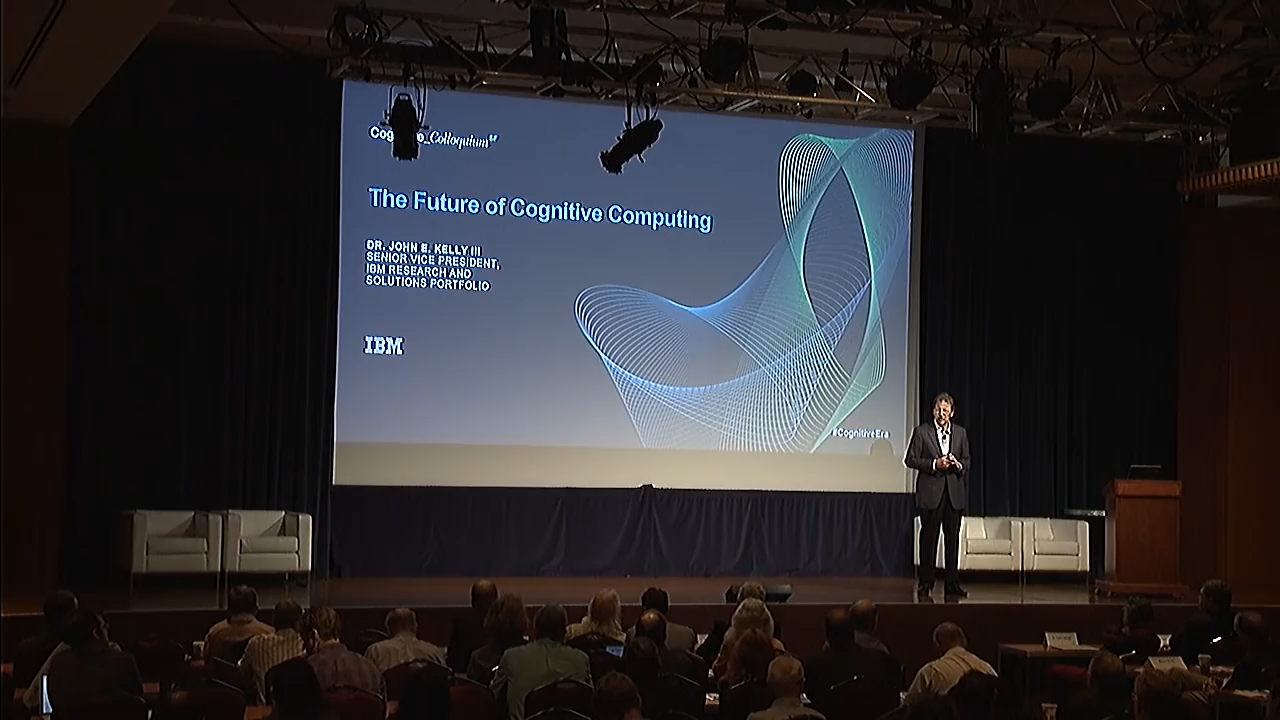 Colloquium
The Future of Cognitive Computing
DR. JOHN E. KELLY III
SENIOR VICE PRESIDENT,
IBM RESEARCH AND
SOLUTIONS PORTFOLIO
IBM
#CognitiveEra